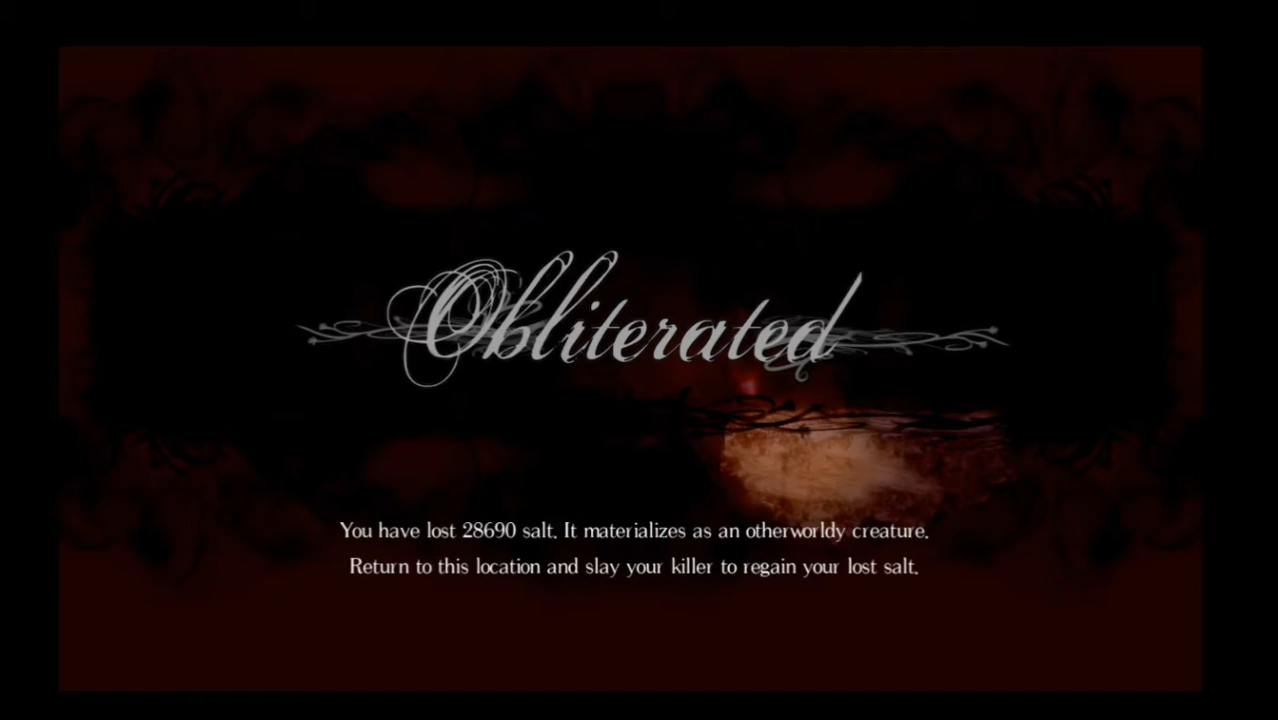 Obliterated
You have lost 28690 salt. It materializes as an otherworldy creature.
Return to this location and slay your killer to regain your lost salt.